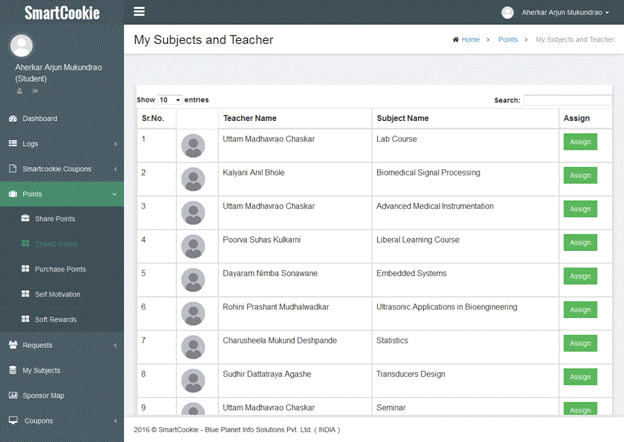 SmartCookie
Aherkar Arjun Mukundrao
My Subjects and Teacher
Home > Points > My Subjects and Teacher
Aherkar Arjun Mukundrao
(Student)
Dashboard
Logs
Smartcookie Coupons
Points
Share Points
ThanQ Points
Purchase Points
Self Motivation
Soft Rewards
Requests
My Subjects
Sponsor Map
Coupons
Show 10 entries
Search:
Sr.No. Teacher Name Subject Name Assign
1 Uttam Madhavrao Chaskar Lab Course Assign
2 Kalyani Anil Bhole Biomedical Signal Processing Assign
3 Uttam Madhavrao Chaskar Advanced Medical Instrumentation Assign
4 Poorva Suhas Kulkarni Liberal Learning Course Assign
5 Dayaram Nimba Sonawane Embedded Systems Assign
6 Rohini Prashant Mudhalwadkar Ultrasonic Applications in Bioengineering Assign
7 Charusheela Mukund Deshpande Statistics Assign
8 Sudhir Dattatraya Agashe Transducers Design Assign
9 Uttam Madhavrao Chaskar Seminar Assign
2016 © SmartCookie - Blue Planet Info Solutions Pvt. Ltd. ( INDIA )